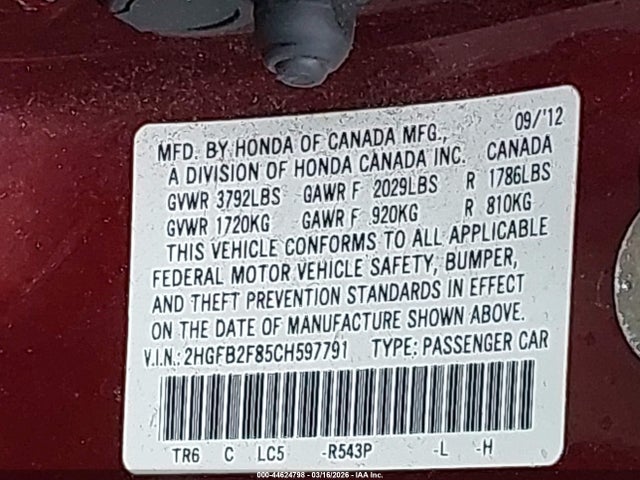 09/'12
MFD. BY HONDA OF CANADA MFG.,
A DIVISION OF HONDA CANADA INC. CANADA
GVWR 3792LBS GAWR F 2029LBS R 1786LBS
GVWR 1720KG GAWR F 920KG R 810KG
THIS VEHICLE CONFORMS TO ALL APPLICABLE
FEDERAL MOTOR VEHICLE SAFETY, BUMPER,
AND THEFT PREVENTION STANDARDS IN EFFECT
ON THE DATE OF MANUFACTURE SHOWN ABOVE.
V.I.N.: 2HGFB2F85CH597791 TYPE: PASSENGER CAR
TR6 C LC5 -R543P -L -H
000-44624798 - 03/16/2026 - IAA Inc.